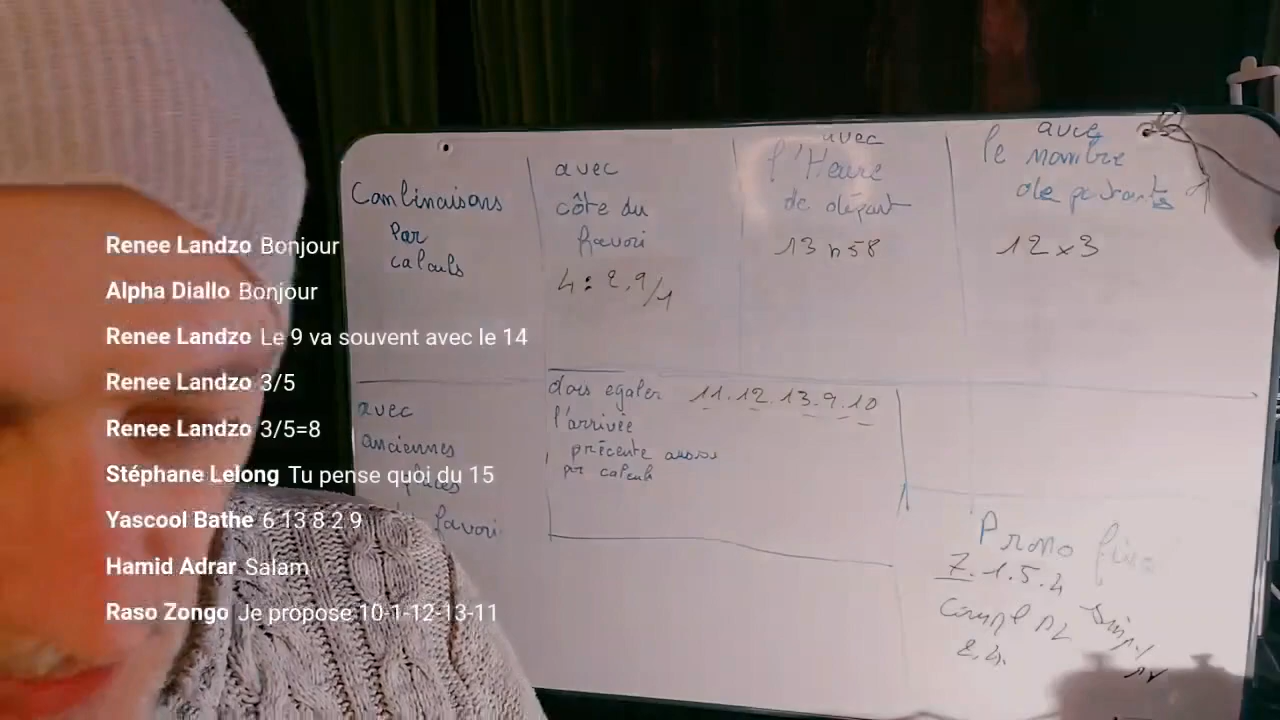 Renee Landzo Bonjour
Alpha Diallo Bonjour
Renee Landzo Le 9 va souvent avec le 14
Renee Landzo 3/5
Renee Landzo 3/5=8
Stéphane Lelong Tu pense quoi du 15
Yascool Bathe 6 13 8 2 9
Hamid Adrar Salam
Raso Zongo Je propose 10-1-12-13-11
Combinaisons
Par
calculs
avec
côte du
favori
4: 2.9/1
avec
l'Heure
de départ
13 h 58
avec
le nombre
de partants
12 x 3
avec
anciennes
favori
dois egaler
l'arrivée
précente
par calculs
11.12.13.9.10
Promo
7.1.5.4
2.4.